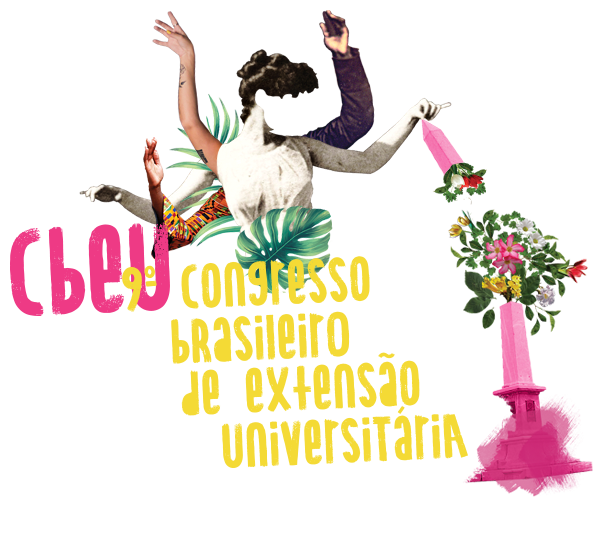 CBEU
9º CONGRESSO
BRASILEIRO
DE EXTENSÃO
UNIVERSITÁRIA